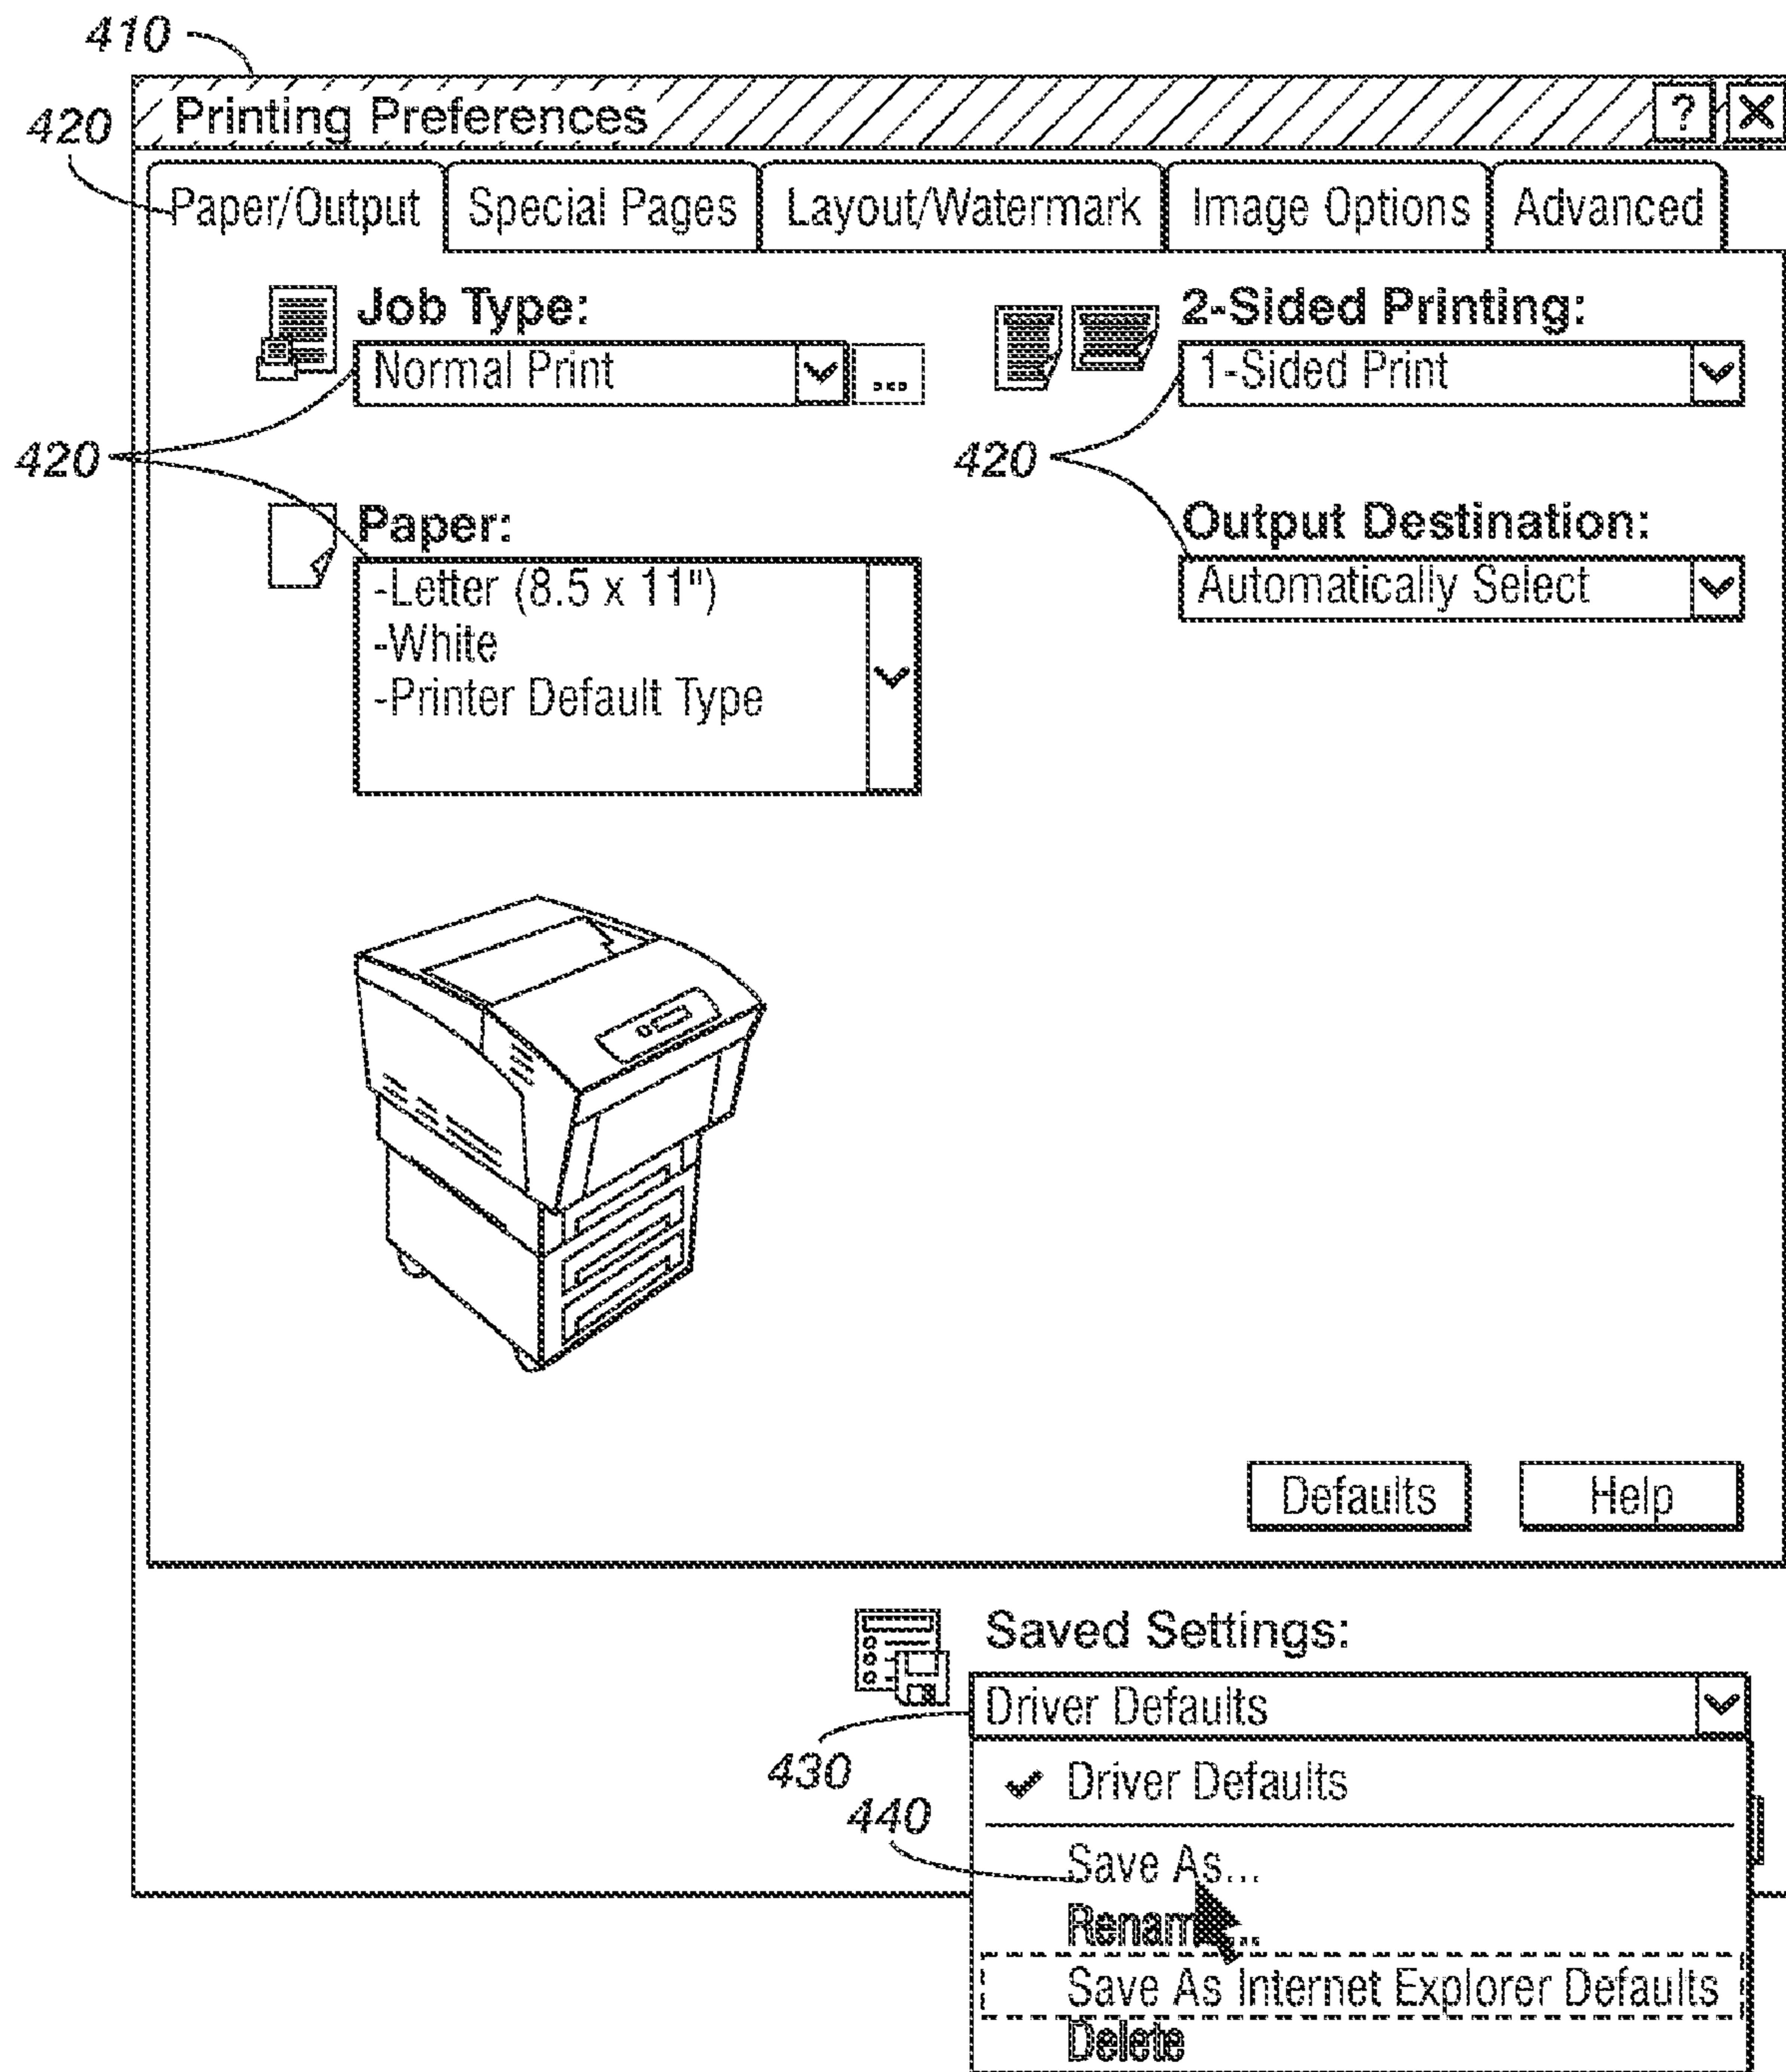 410
420
Printing Preferences ? X
Paper/Output Special Pages Layout/Watermark Image Options Advanced
Job Type: 2-Sided Printing:
Normal Print ... 1-Sided Print
420 420
Paper: Output Destination:
-Letter (8.5 x 11") Automatically Select
-White
-Printer Default Type
Defaults Help
Saved Settings:
Driver Defaults
430
Driver Defaults
440
Save As...
Save As Internet Explorer Defaults
Delete